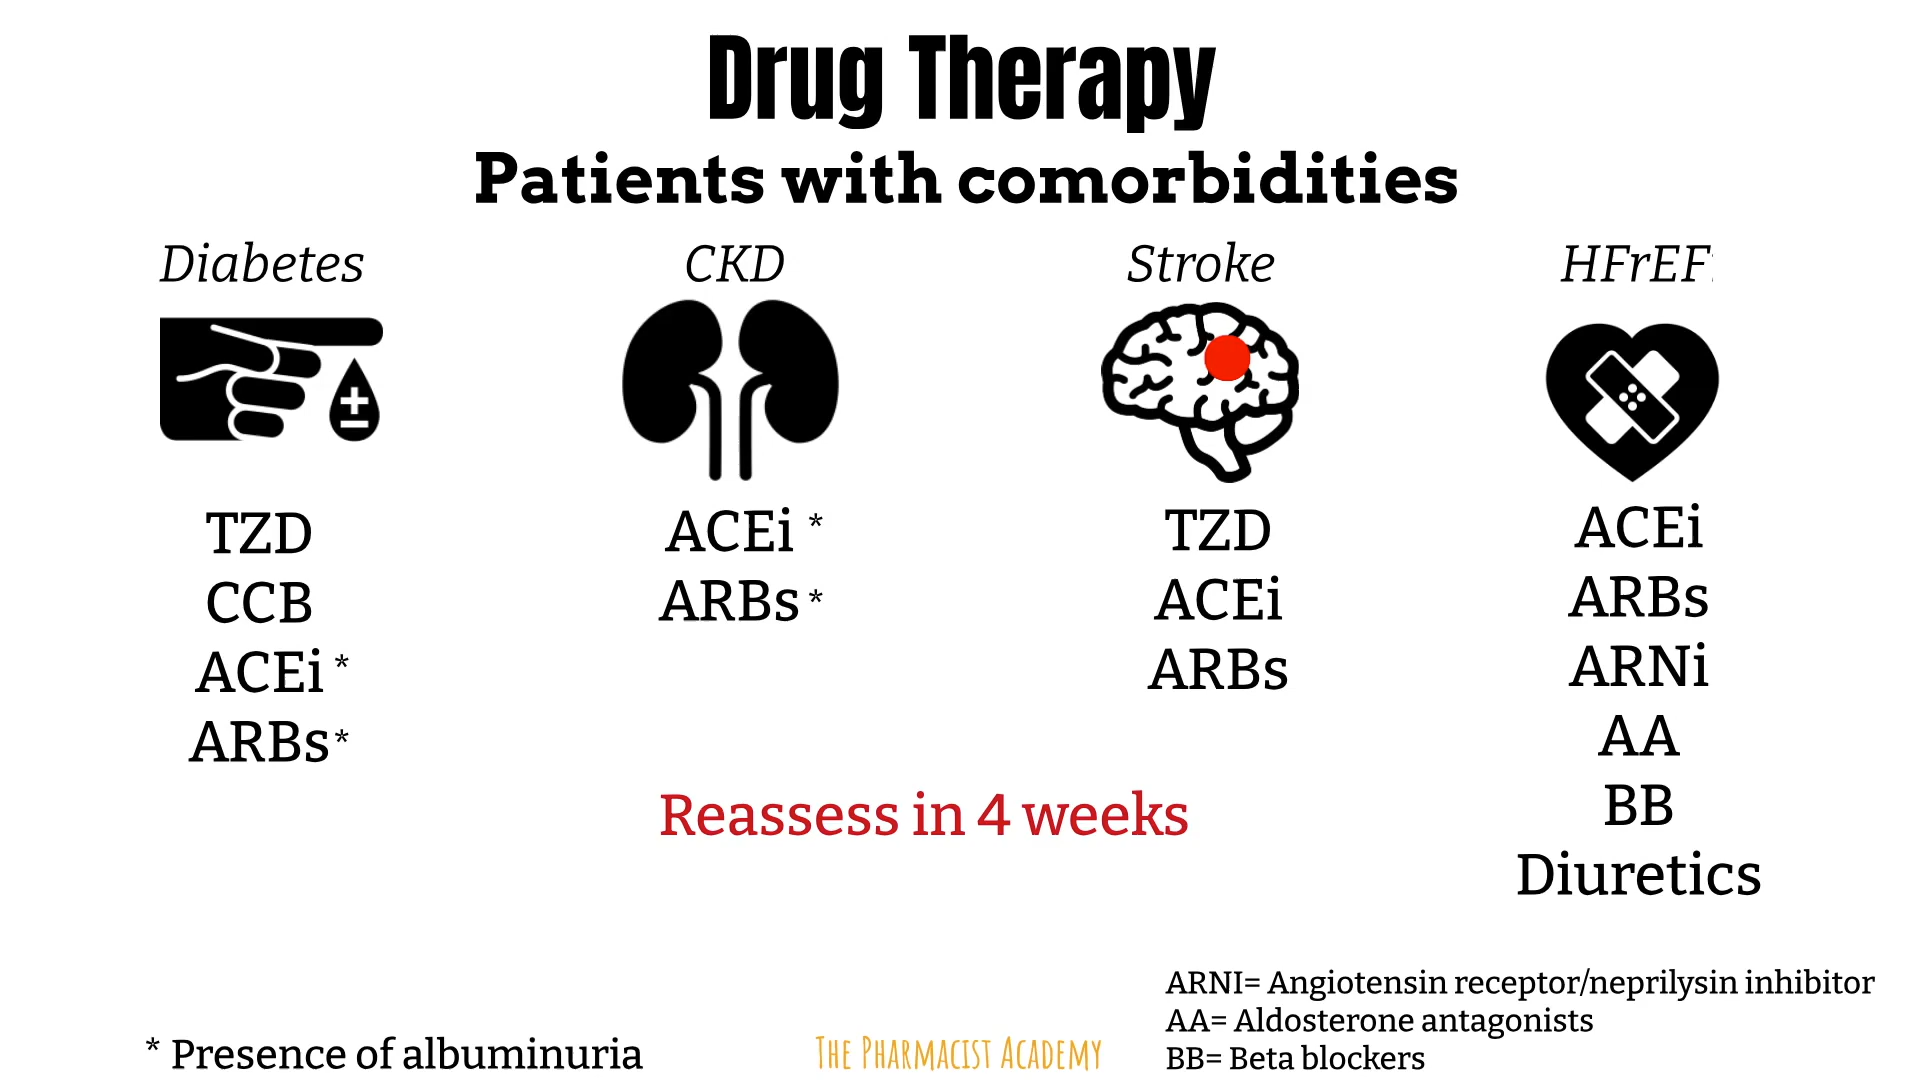 Drug Therapy
Patients with comorbidities
Diabetes
TZD
CCB
ACEi *
ARBs *
CKD
ACEi *
ARBs *
Stroke
TZD
ACEi
ARBs
HFrEF
ACEi
ARBs
ARNi
AA
BB
Diuretics
Reassess in 4 weeks
* Presence of albuminuria
The Pharmacist Academy
ARNI= Angiotensin receptor/neprilysin inhibitor
AA= Aldosterone antagonists
BB= Beta blockers